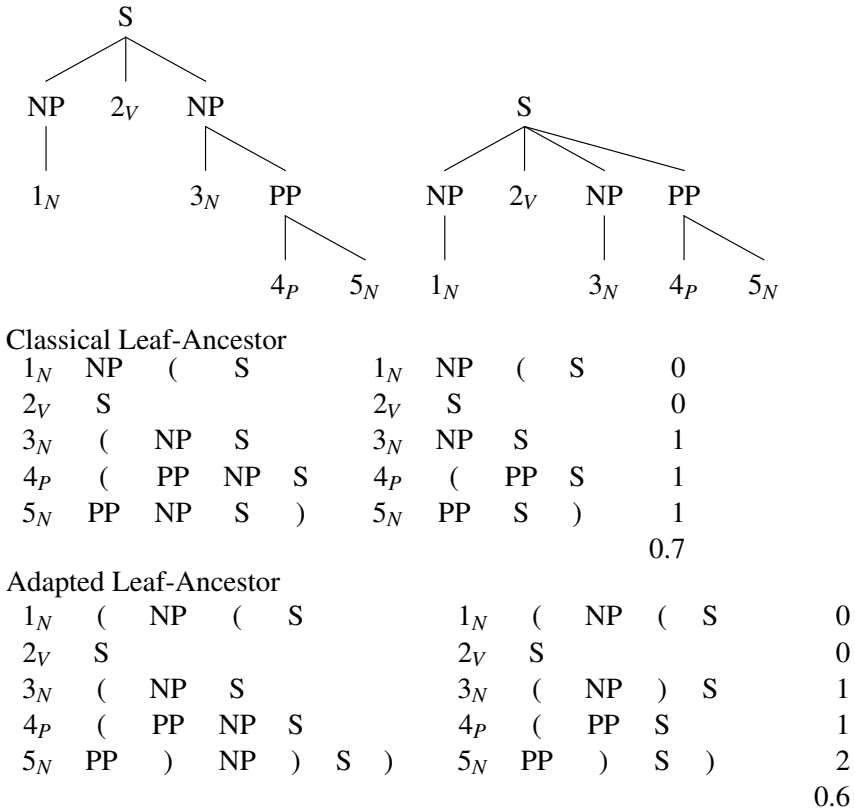 S
NP 2V NP S
1N 3N PP NP 2V NP PP
4P 5N 1N 3N 4P 5N
Classical Leaf-Ancestor
1N NP ( S 1N NP ( S 0
2V S 2V S 0
3N ( NP S 3N NP S 1
4P ( PP NP S 4P ( PP S 1
5N PP NP S ) 5N PP S ) 1
0.7
Adapted Leaf-Ancestor
1N ( NP ( S 1N ( NP ( S 0
2V S 2V S 0
3N ( NP S 3N ( NP ) S 1
4P ( PP NP S 4P ( PP S 1
5N PP ) NP ) S ) 5N PP ) S ) 2
0.6